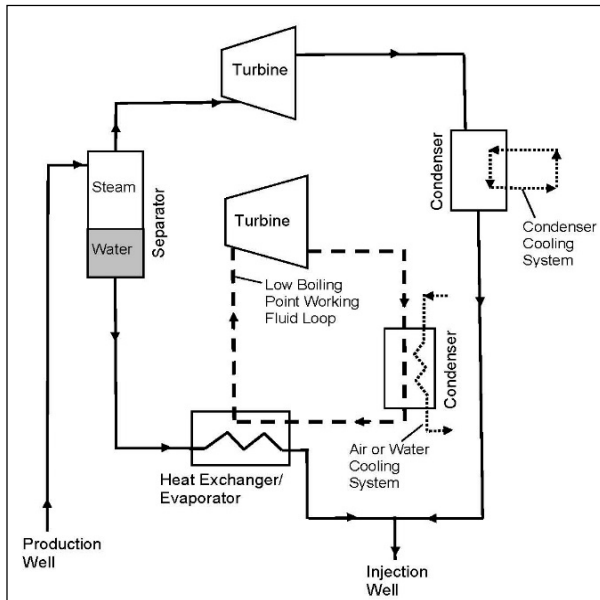 Turbine
Steam
Water
Separator
Condenser
Condenser
Cooling
System
Turbine
Low Boiling
Point Working
Fluid Loop
Condenser
Air or Water
Cooling
System
Heat Exchanger/
Evaporator
Production
Well
Injection
Well